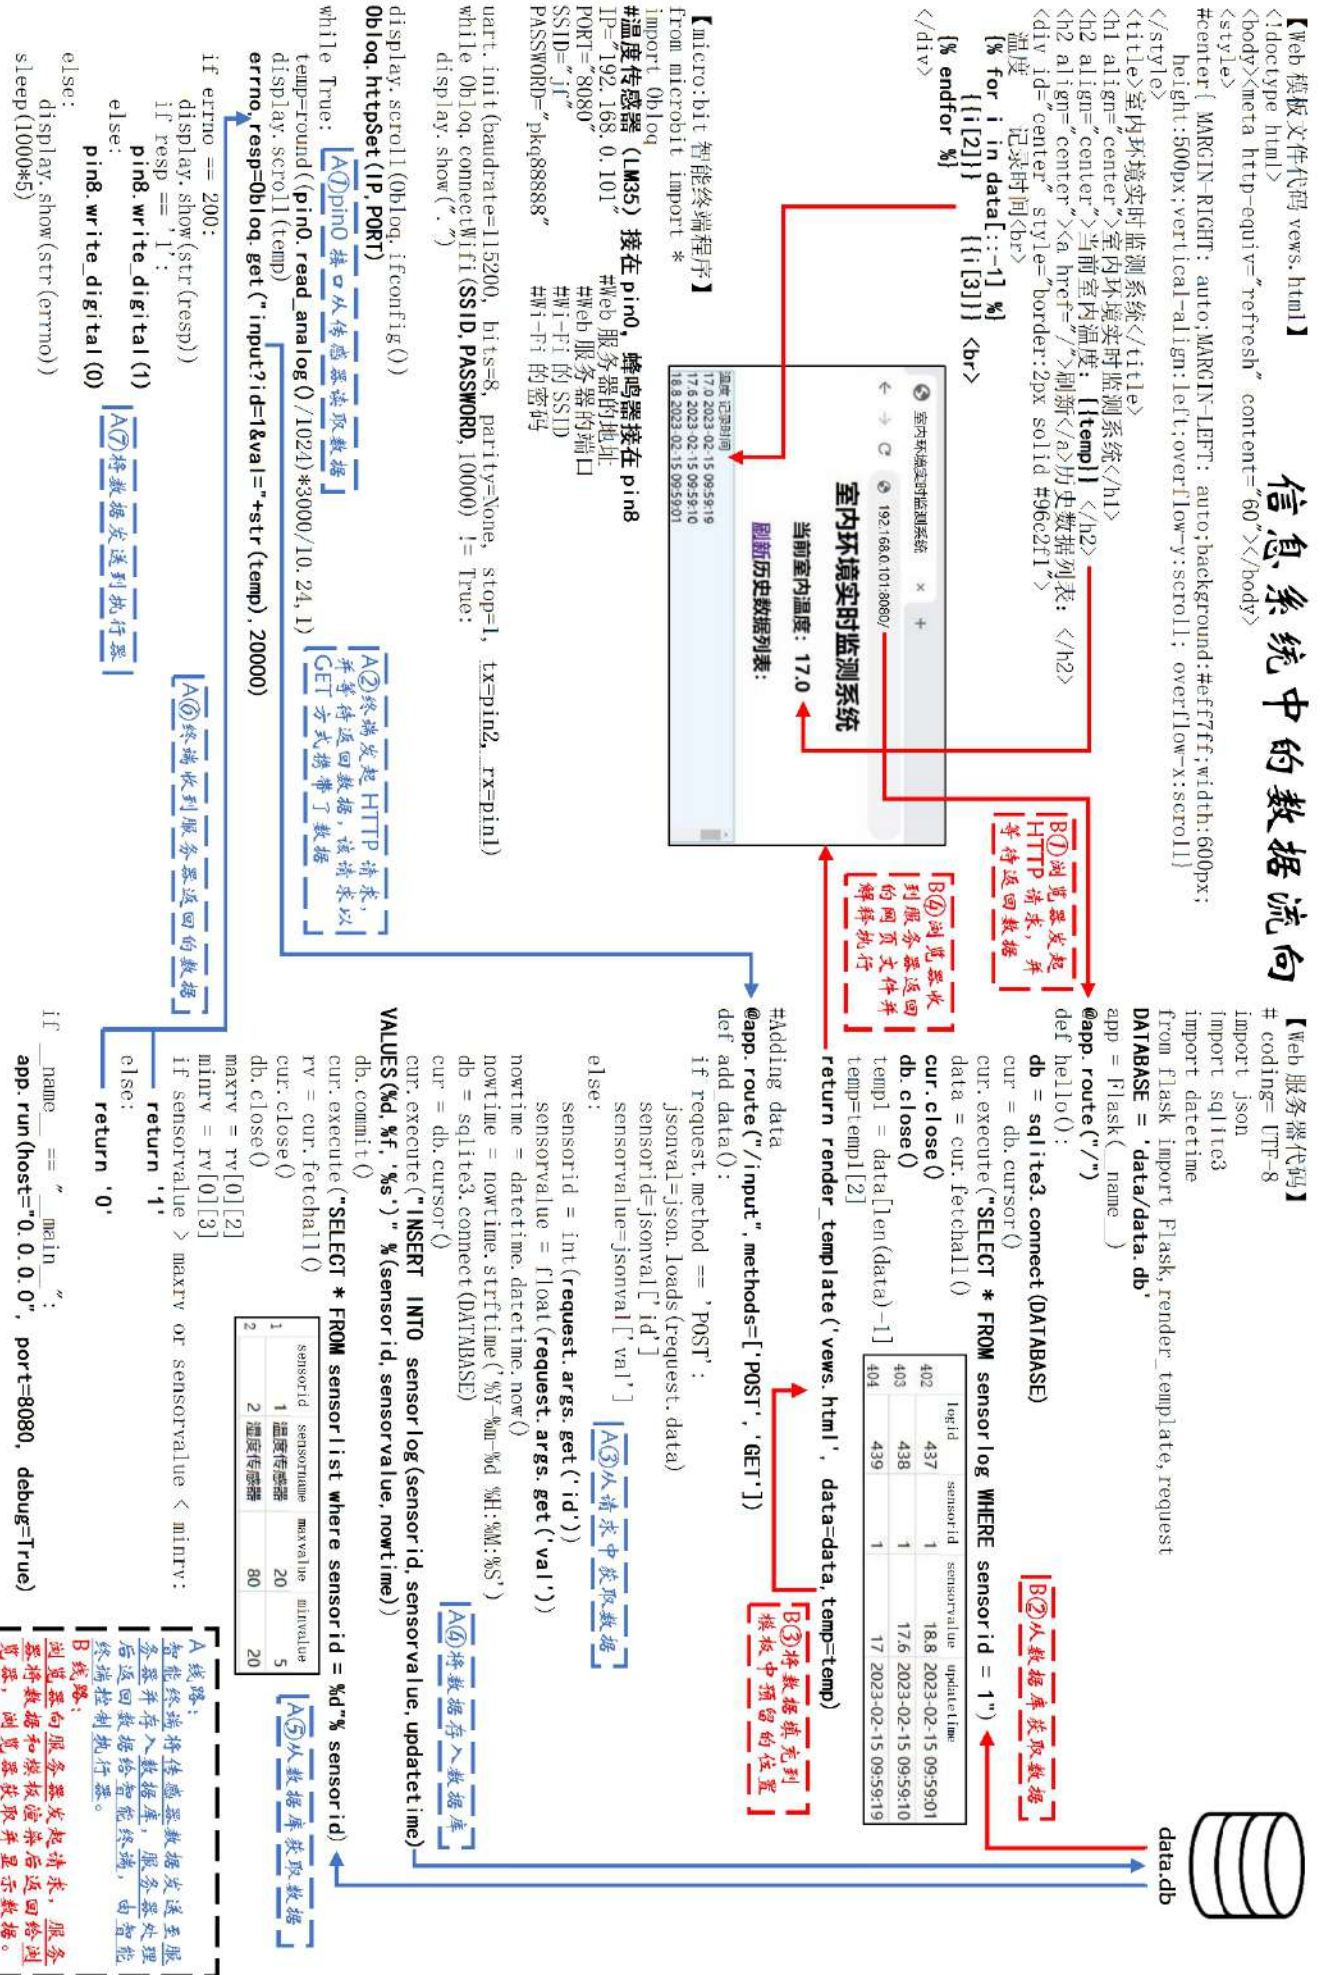 信息系统中的数据流向
【Web 模板文件代码 vews.html】
<!doctype html>
<body><meta http-equiv="refresh" content="60"></body>
<style>
#center{ MARGIN-RIGHT: auto;MARGIN-LEFT: auto;background:#eff7ff;width:600px;
height:500px;vertical-align:left;overflow-y:scroll; overflow-x:scroll}
</style>
<title>室内环境实时监测系统</title>
<h1 align="center">室内环境实时监测系统</h1>
<h2 align="center">当前室内温度：{{temp}} </h2>
<h2 align="center"><a href="/">刷新</a>历史数据列表: </h2>
<div id="center" style="border:2px solid #96c2f1">
温度 记录时间<br>
{% for i in data[::-1] %}
{{i[2]}} {{i[3]}} <br>
{% endfor %}
</div>
室内环境实时监测系统 × +
192.168.0.101:8080/
室内环境实时监测系统
当前室内温度：17.0
刷新历史数据列表：
温度 记录时间
17.0 2023-02-15 09:59:19
17.6 2023-02-15 09:59:10
18.8 2023-02-15 09:59:01
B①浏览器发起
HTTP 请求，并
等待返回数据
B④浏览器收
到服务器返回
的网页文件并
解释执行
【micro:bit 智能终端程序】
from microbit import *
import Obloq
#温度传感器（LM35）接在 pin0，蜂鸣器接在 pin8
IP="192.168.0.101" #Web 服务器的地址
PORT="8080" #Web 服务器的端口
SSID="jf" #Wi-Fi 的 SSID
PASSWORD="pkq88888" #Wi-Fi 的密码
uart.init(baudrate=115200, bits=8, parity=None, stop=1, tx=pin2, rx=pin1)
while Obloq.connectWifi(SSID,PASSWORD,10000) != True:
display.show(".")
display.scroll(Obloq.ifconfig())
Obloq.httpSet(IP,PORT)
while True:
A①pin0 接口从传感器读取数据
temp=round((pin0.read_analog()/1024)*3000/10.24,1)
display.scroll(temp)
errno,resp=Obloq.get("input?id=1&val="+str(temp),20000)
A②终端发起 HTTP 请求，
并等待返回数据，该请求以
GET 方式携带了数据
if errno == 200:
display.show(str(resp))
if resp == '1':
pin8.write_digital(1)
else:
pin8.write_digital(0)
A⑥终端收到服务器返回的数据
A⑦将数据发送到执行器
else:
display.show(str(errno))
sleep(1000*5)
【Web 服务器代码】
# coding= UTF-8
import json
import sqlite3
import datetime
from flask import Flask,render_template,request
DATABASE = 'data/data.db'
app = Flask(__name__)
@app.route("/")
def hello():
db = sqlite3.connect(DATABASE)
cur = db.cursor()
cur.execute("SELECT * FROM sensorlog WHERE sensorid = 1")
data = cur.fetchall()
cur.close()
db.close()
temp1 = data[len(data)-1]
temp=temp1[2]
return render_template('vews.html', data=data,temp=temp)
B②从数据库获取数据
data.db
logid sensorid sensorvalue updatetime
402 437 1 18.8 2023-02-15 09:59:01
403 438 1 17.6 2023-02-15 09:59:10
404 439 1 17 2023-02-15 09:59:19
B③将数据填充到
模板中预留的位置
#Adding data
@app.route("/input",methods=['POST','GET'])
def add_data():
if request.method == 'POST':
jsonval=json.loads(request.data)
sensorid=jsonval['id']
sensorvalue=jsonval['val']
else:
sensorid = int(request.args.get('id'))
sensorvalue = float(request.args.get('val'))
A③从请求中获取数据
nowtime = datetime.datetime.now()
nowtime = nowtime.strftime('%Y-%m-%d %H:%M:%S')
db = sqlite3.connect(DATABASE)
cur = db.cursor()
A④将数据存入数据库
cur.execute("INSERT INTO sensorlog(sensorid,sensorvalue,updatetime)
VALUES(%d,%f,'%s')" %(sensorid,sensorvalue,nowtime))
db.commit()
cur.execute("SELECT * FROM sensorlist where sensorid = %d"% sensorid)
rv = cur.fetchall()
cur.close()
db.close()
A⑤从数据库获取数据
sensorid sensorname maxvalue minvalue
1 1 温度传感器 20 5
2 2 湿度传感器 80 20
maxrv = rv[0][2]
minrv = rv[0][3]
if sensorvalue > maxrv or sensorvalue < minrv:
return '1'
else:
return '0'
if __name__ == "__main__":
app.run(host="0.0.0.0", port=8080, debug=True)
A 线路：
智能终端将传感器数据发送至服
务器并存入数据库，服务器处理
后返回数据给智能终端，由智能
终端控制执行器。
B 线路：
浏览器向服务器发起请求，服务
器将数据和模板渲染后返回给浏
览器，浏览器获取并显示数据。